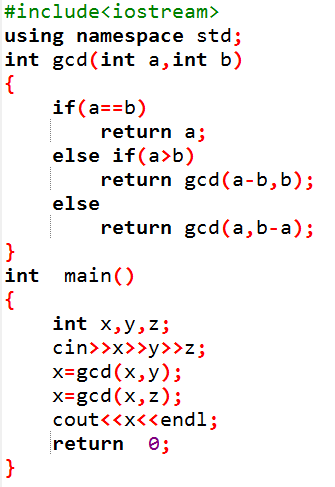 #include<iostream>
using namespace std;
int gcd(int a,int b)
{
    if(a==b)
        return a;
    else if(a>b)
        return gcd(a-b,b);
    else
        return gcd(a,b-a);
}
int  main()
{
    int x,y,z;
    cin>>x>>y>>z;
    x=gcd(x,y);
    x=gcd(x,z);
    cout<<x<<endl;
    return  0;
}